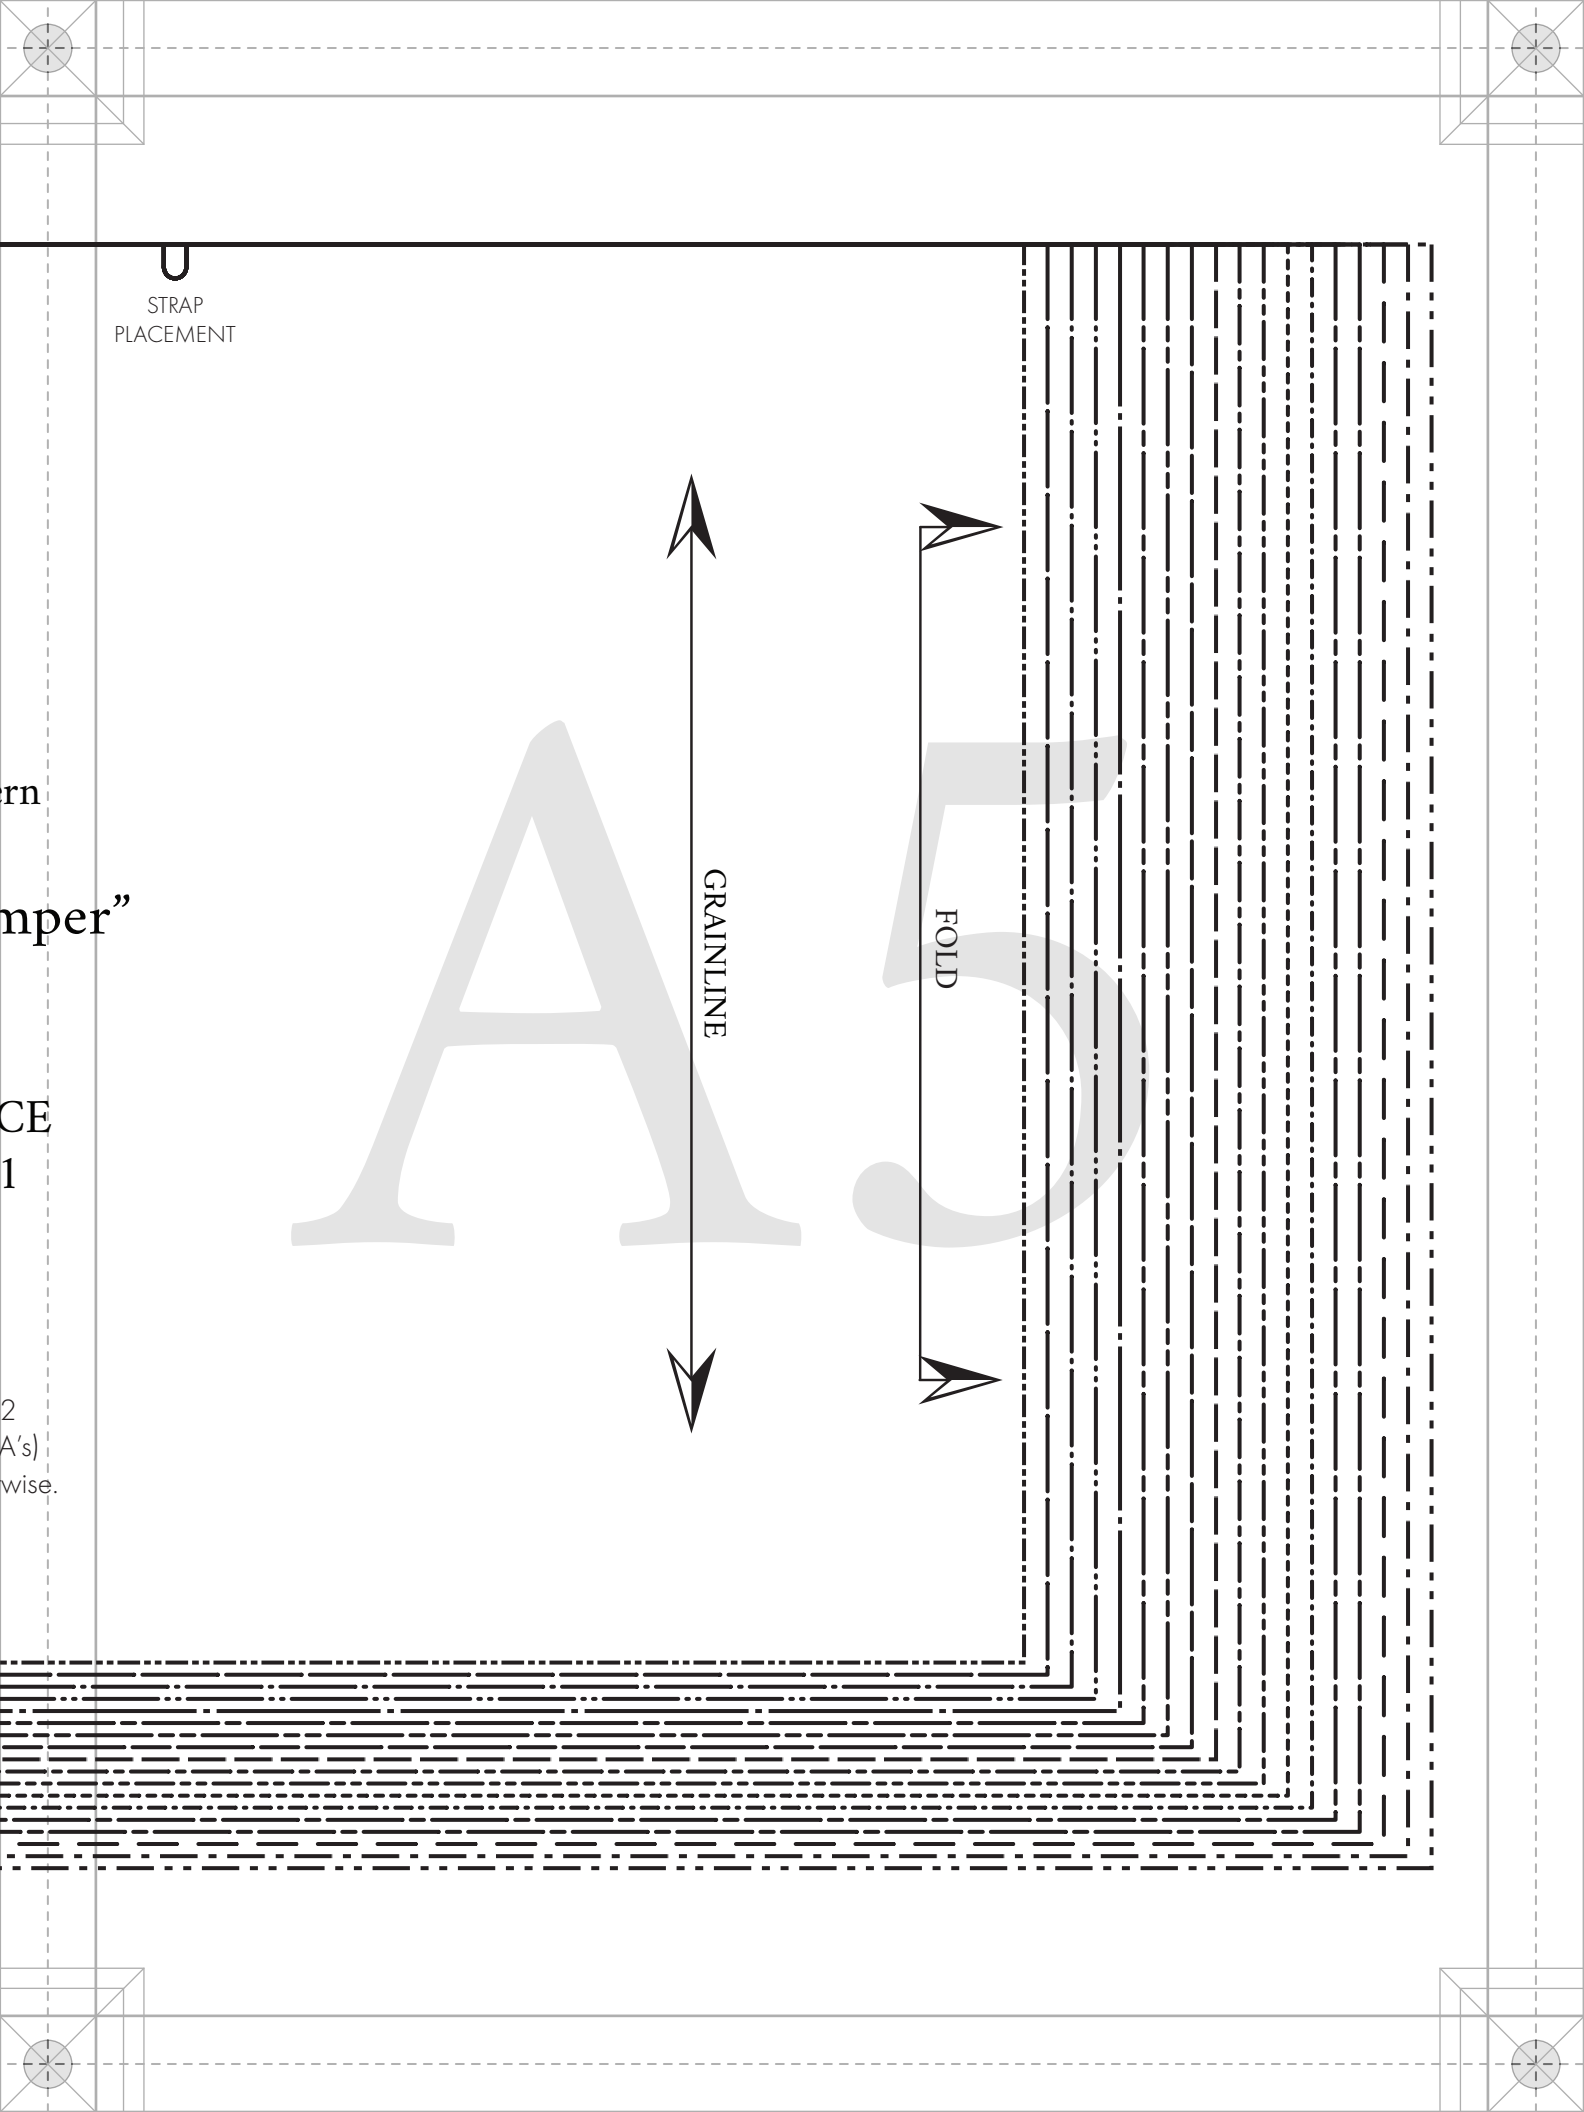 STRAP
PLACEMENT
ern
mper”
CE
1
2
A’s)
wise.
GRAINLINE
FOLD
A5